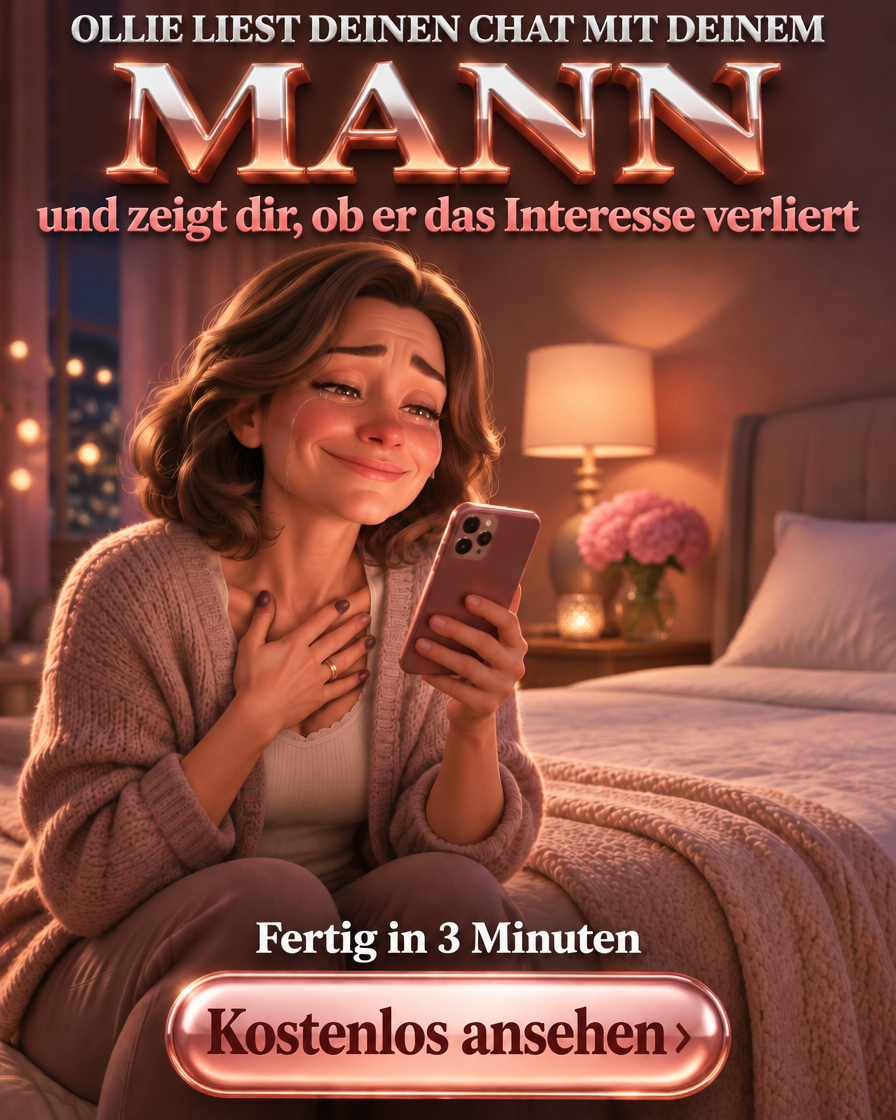 OLLIE LIEST DEINEN CHAT MIT DEINEM
MANN
und zeigt dir, ob er das Interesse verliert
Fertig in 3 Minuten
Kostenlos ansehen ›